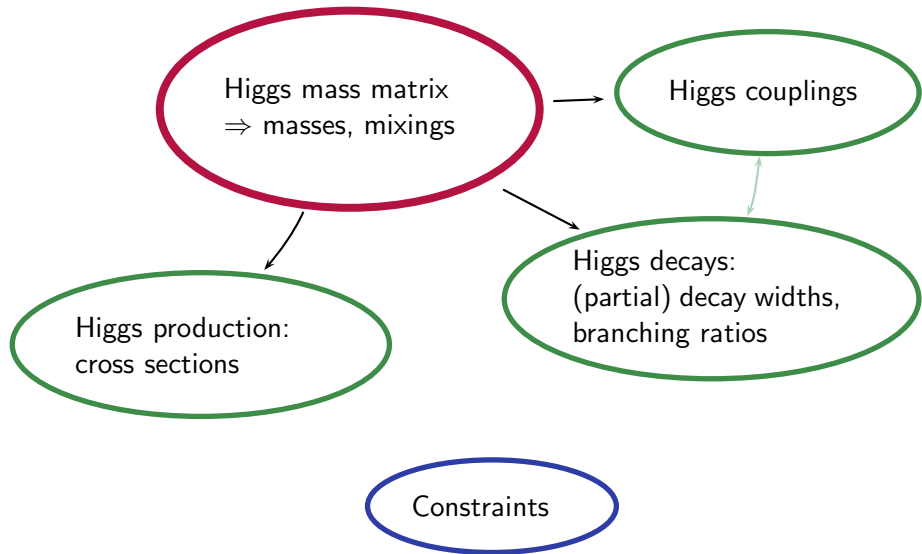 Higgs mass matrix
⇒ masses, mixings
Higgs couplings
Higgs decays:
(partial) decay widths,
branching ratios
Higgs production:
cross sections
Constraints